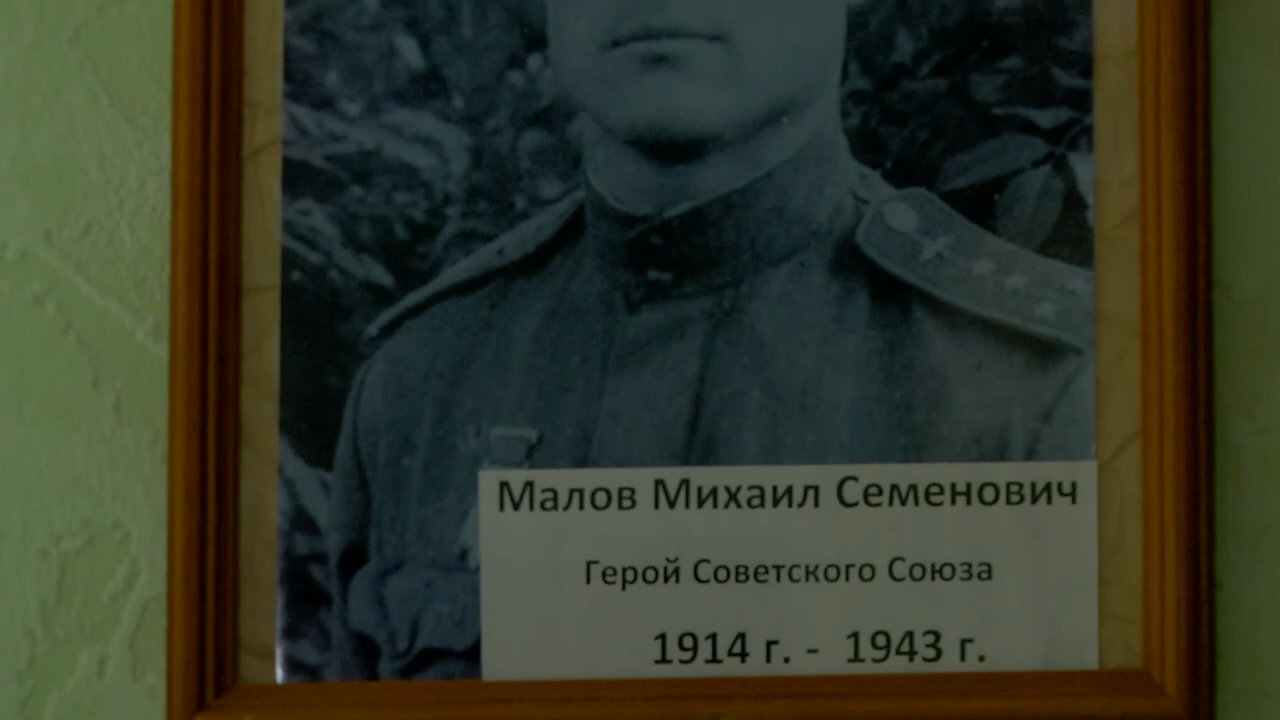 Малов Михаил Семенович
Герой Советского Союза
1914 г. - 1943 г.